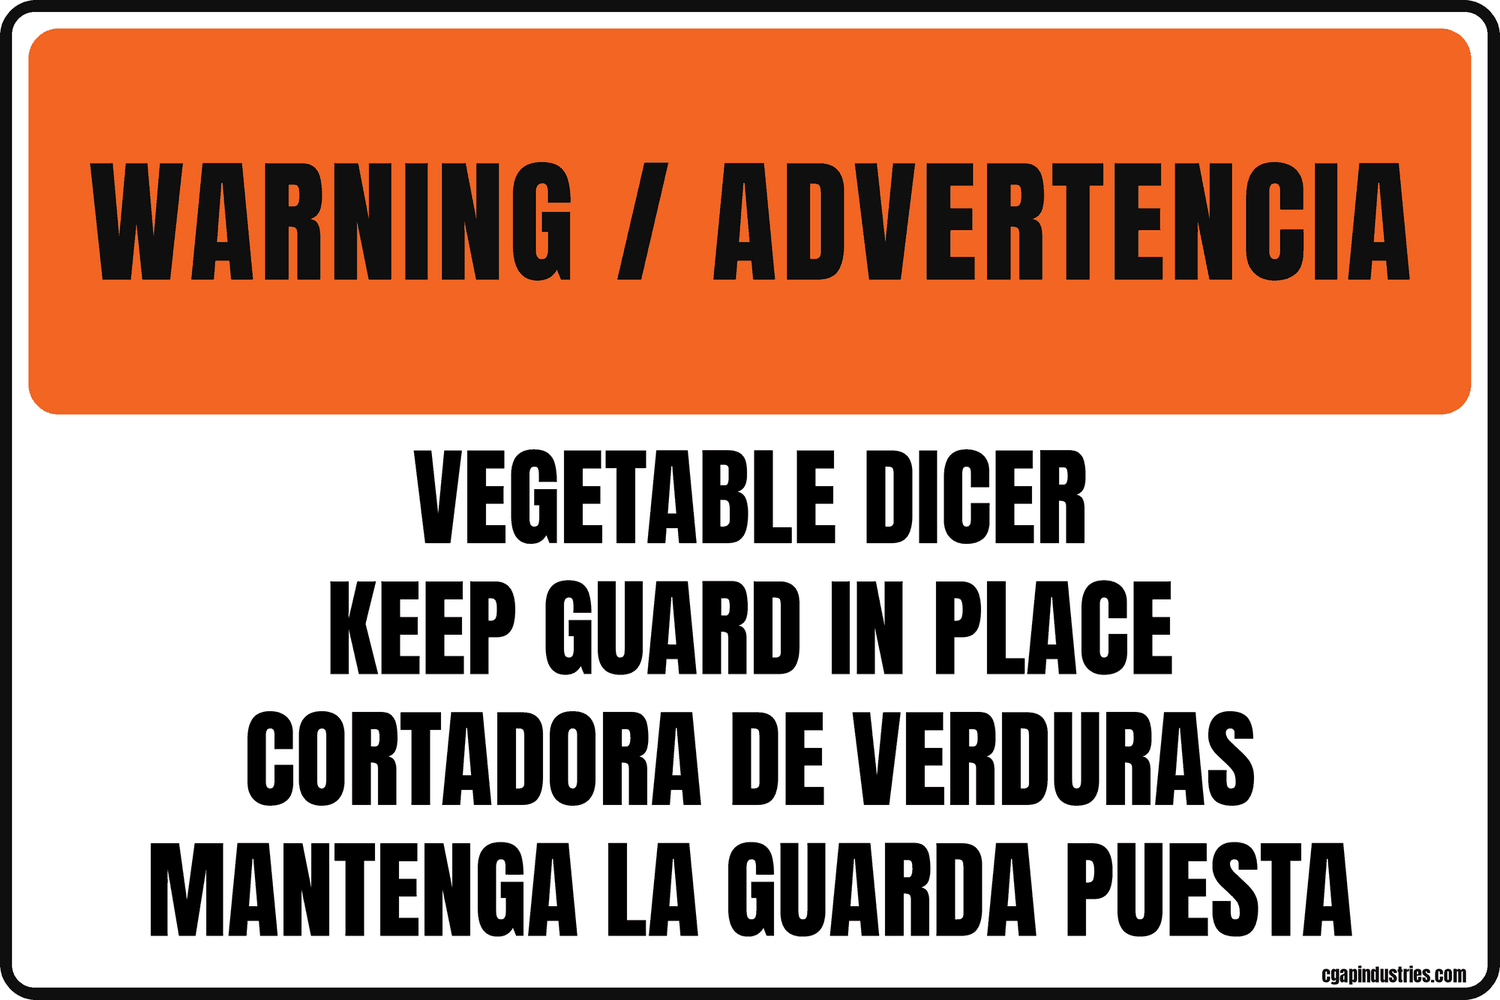 WARNING / ADVERTENCIA
VEGETABLE DICER
KEEP GUARD IN PLACE
CORTADORA DE VERDURAS
MANTENGA LA GUARDA PUESTA
cgapindustries.com